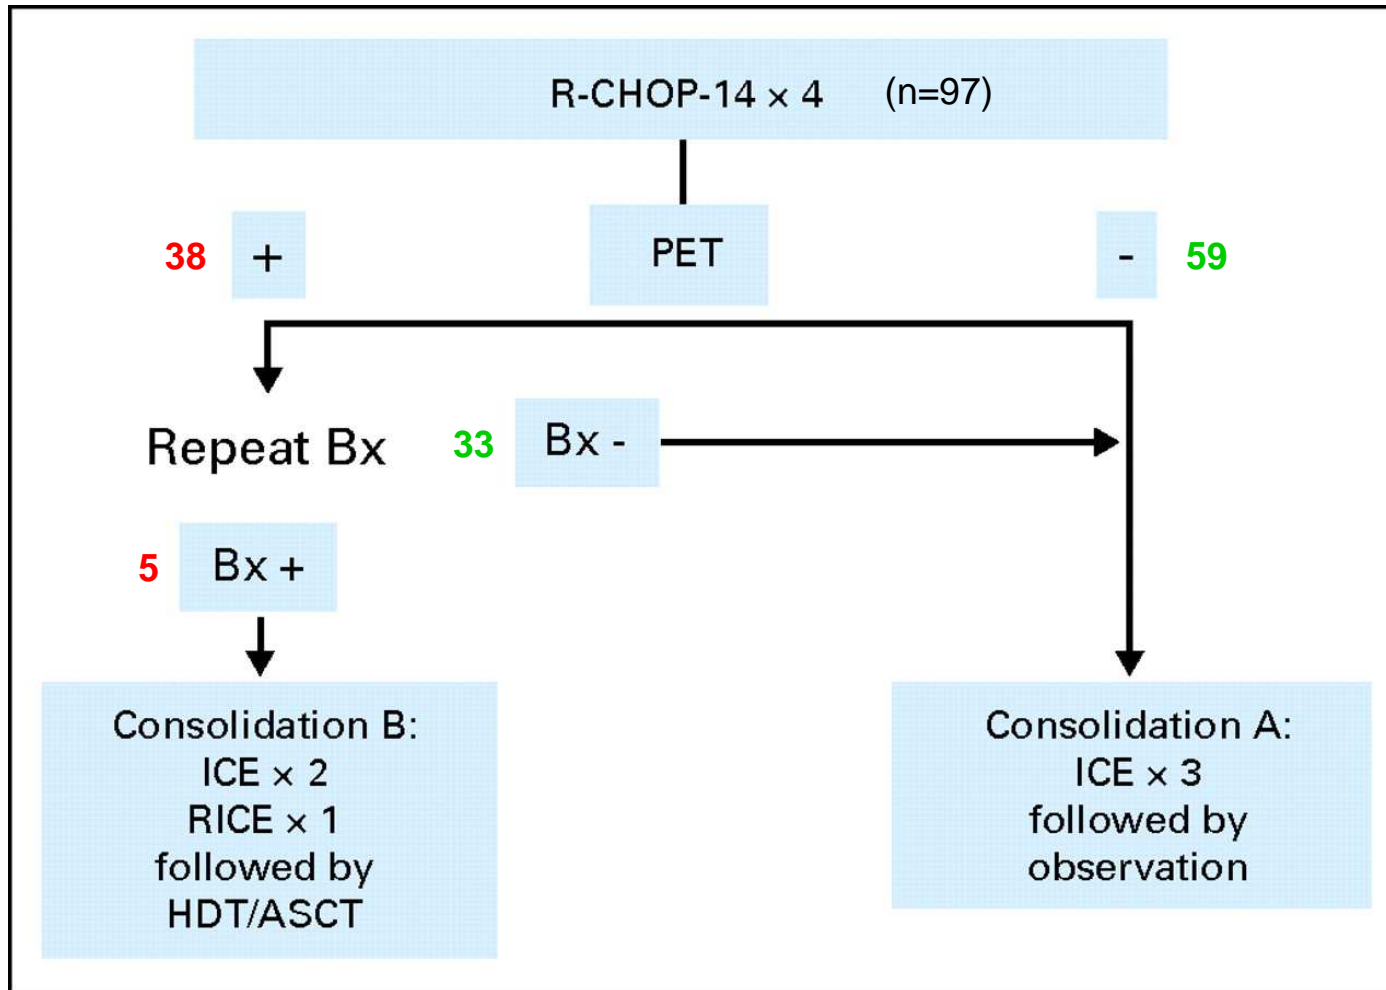 R-CHOP-14 × 4 (n=97)
38 + PET - 59
Repeat Bx 33 Bx -
5 Bx +
Consolidation B:
ICE × 2
RICE × 1
followed by
HDT/ASCT
Consolidation A:
ICE × 3
followed by
observation